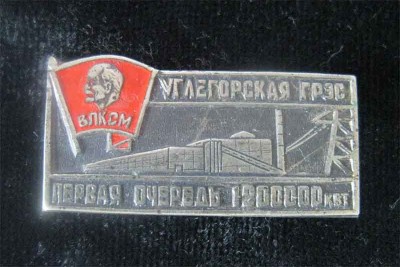 УГЛЕГОРСКАЯ ГРЭС
ВЛКСМ
ПЕРВАЯ ОЧЕРЕДЬ 1200000 КВТ